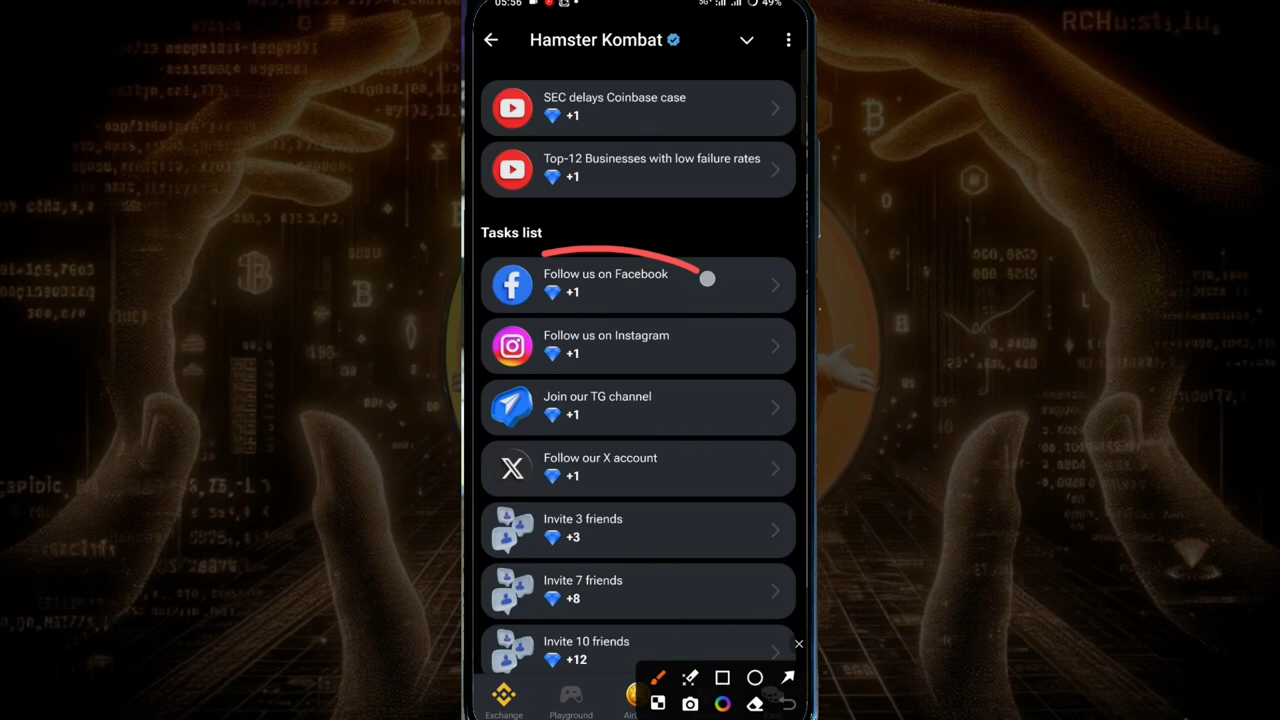 05:56
5G+
49%
Hamster Kombat
SEC delays Coinbase case
+1
Top-12 Businesses with low failure rates
+1
Tasks list
Follow us on Facebook
+1
Follow us on Instagram
+1
Join our TG channel
+1
Follow our X account
+1
Invite 3 friends
+3
Invite 7 friends
+8
Invite 10 friends
+12
Exchange
Playground